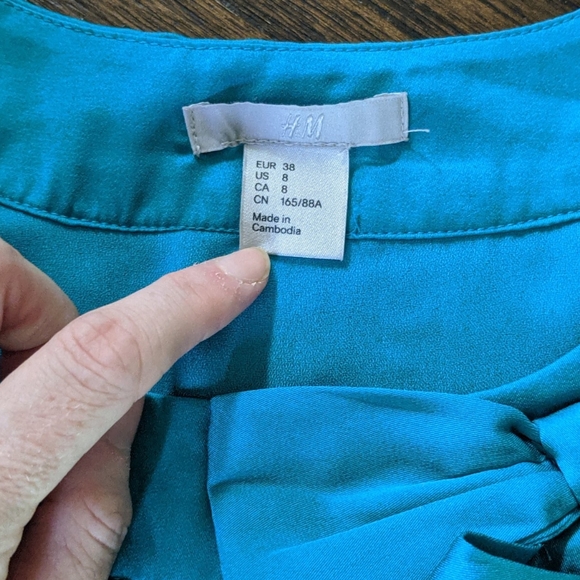 H&M
EUR 38
US 8
CA 8
CN 165/88A
Made in
Cambodia